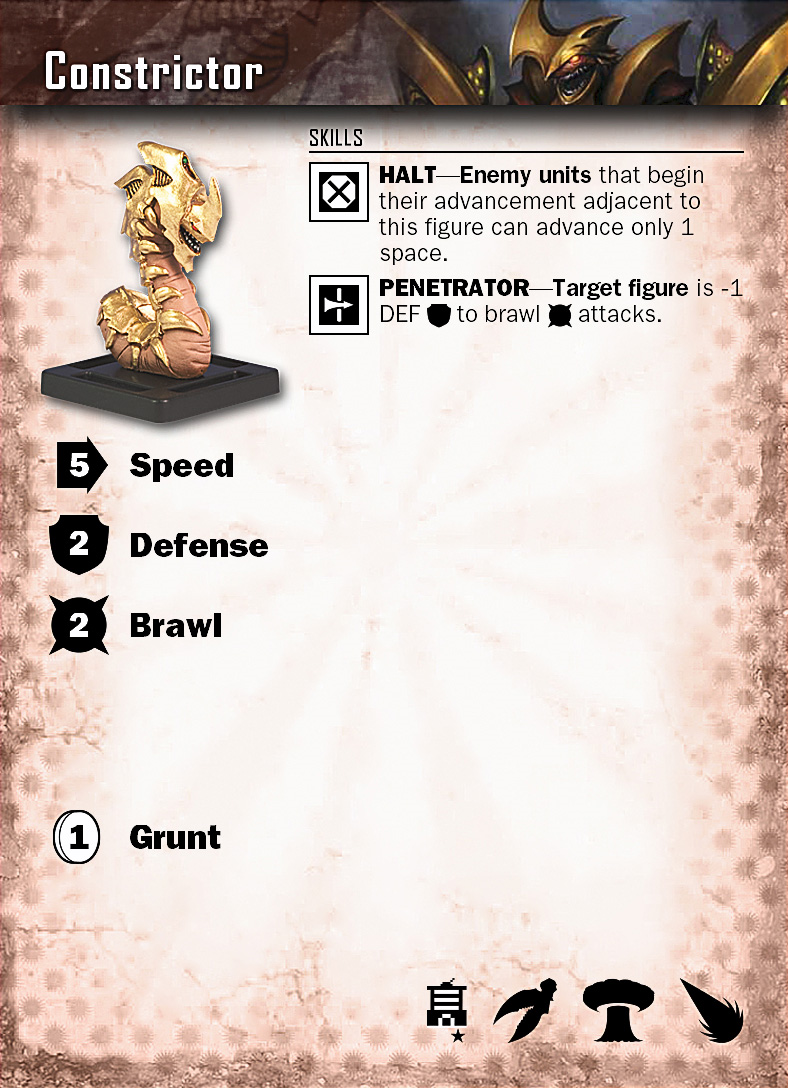 Constrictor
SKILLS
HALT—Enemy units that begin
their advancement adjacent to
this figure can advance only 1
space.
PENETRATOR—Target figure is -1
DEF to brawl attacks.
5 Speed
2 Defense
2 Brawl
1 Grunt